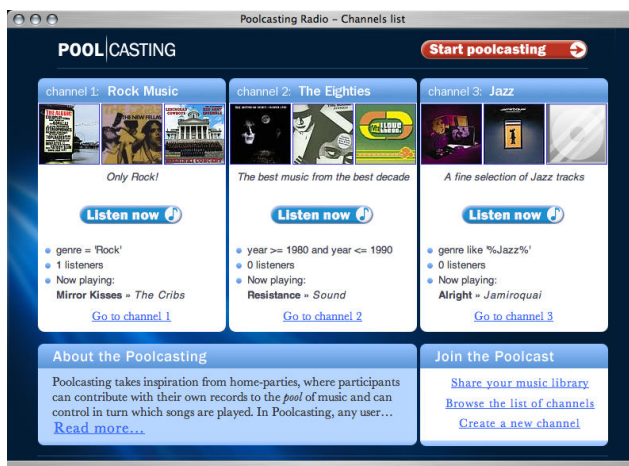 Poolcasting Radio – Channels list
POOL|CASTING
Start poolcasting
channel 1: Rock Music
channel 2: The Eighties
channel 3: Jazz
THE NEW FELLAS
Only Rock!
The best music from the best decade
A fine selection of Jazz tracks
Listen now
Listen now
Listen now
genre = 'Rock'
1 listeners
Now playing:
Mirror Kisses » The Cribs
Go to channel 1
year >= 1980 and year <= 1990
0 listeners
Now playing:
Resistance » Sound
Go to channel 2
genre like '%Jazz%'
0 listeners
Now playing:
Alright » Jamiroquai
Go to channel 3
About the Poolcasting
Poolcasting takes inspiration from home-parties, where participants
can contribute with their own records to the pool of music and can
control in turn which songs are played. In Poolcasting, any user...
Read more...
Join the Poolcast
Share your music library
Browse the list of channels
Create a new channel